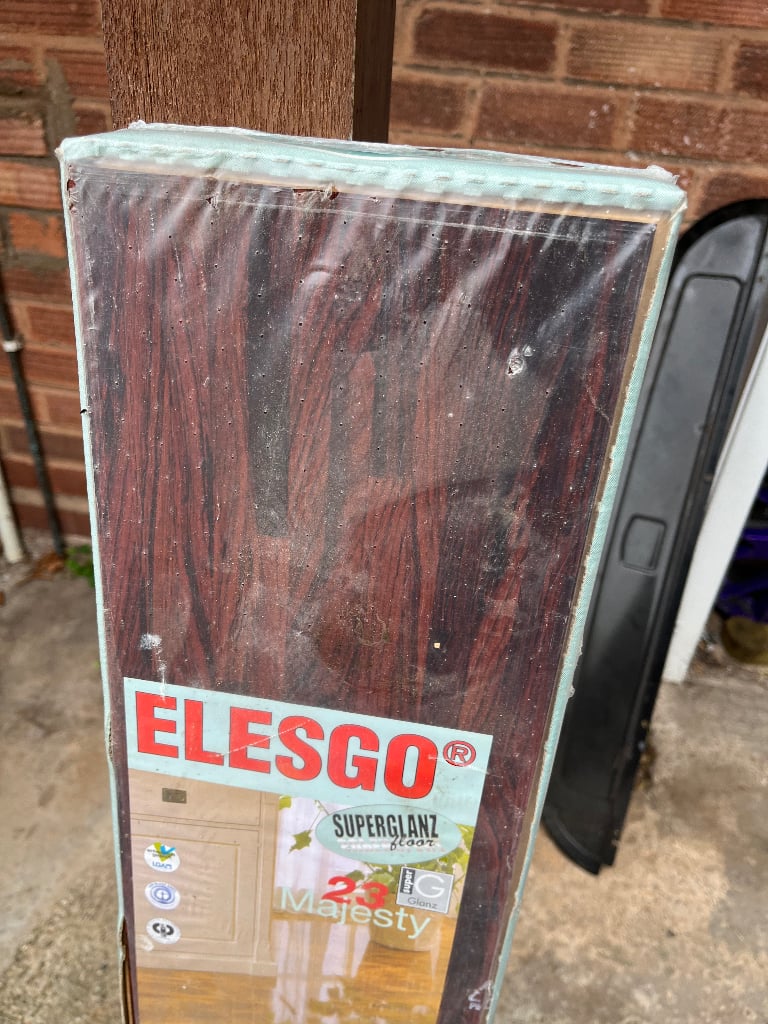 ELESGO®
SUPERGLANZ
floor
super
G
Glanz
23
Majesty